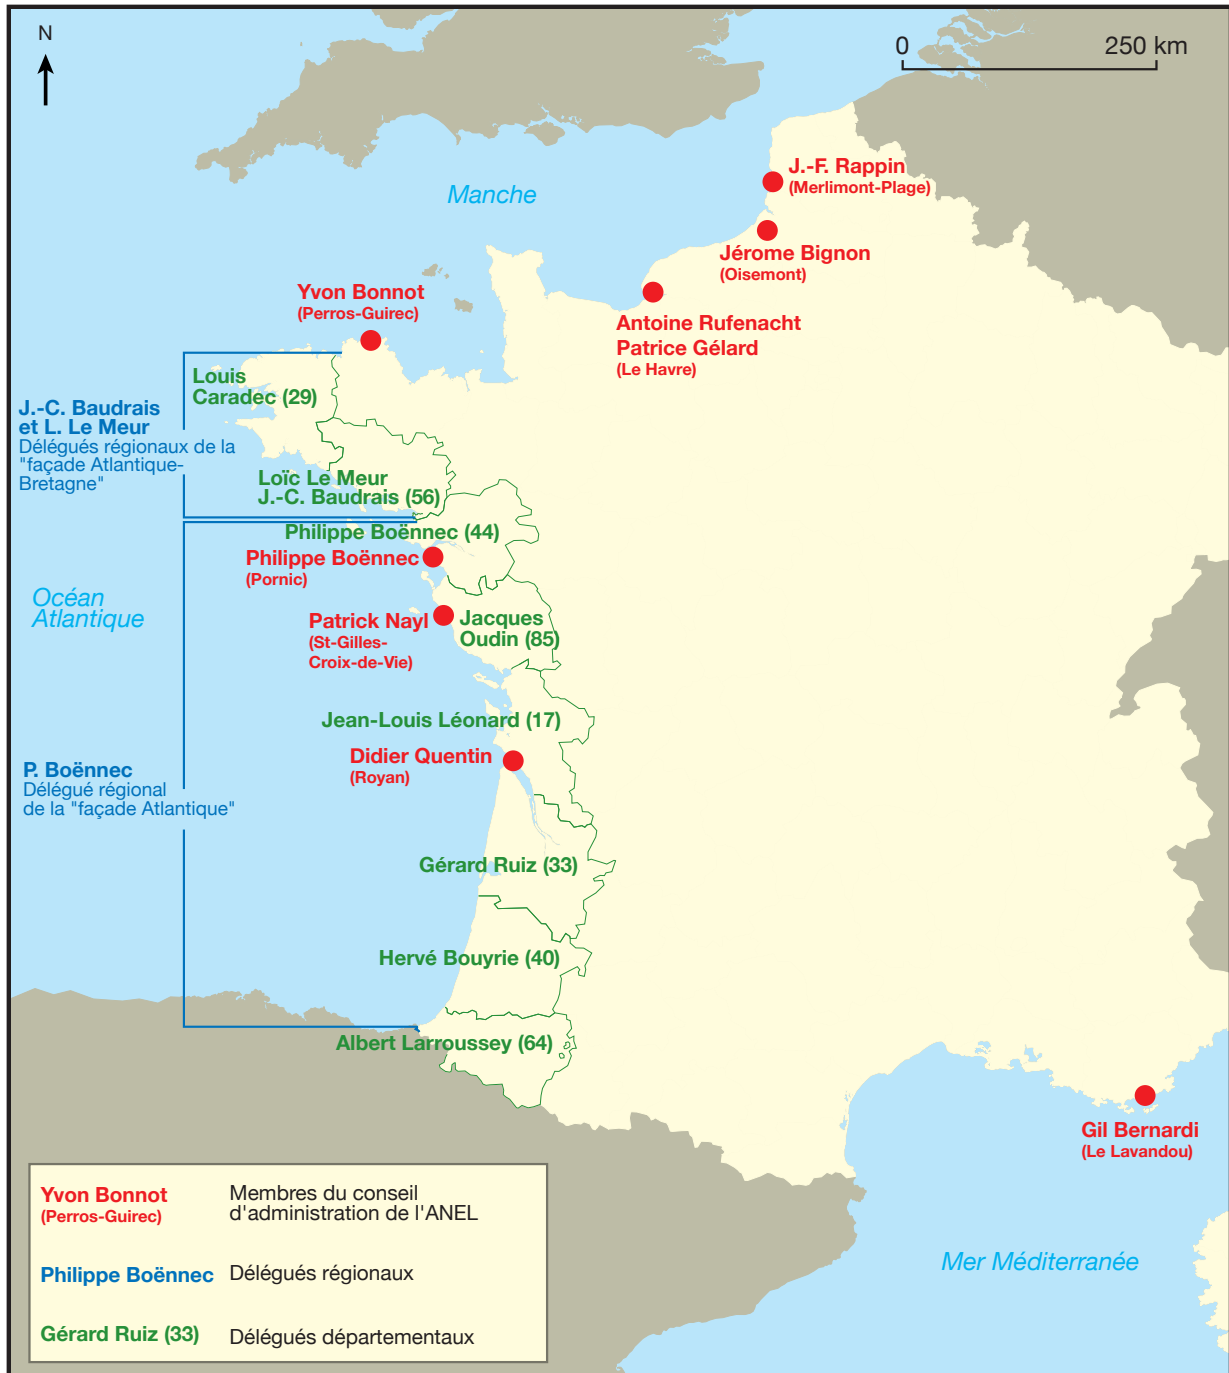 N
0 250 km
J.-F. Rappin
(Merlimont-Plage)
Manche
Jérome Bignon
(Oisemont)
Yvon Bonnot
(Perros-Guirec)
Antoine Rufenacht
Patrice Gélard
(Le Havre)
Louis
Caradec (29)
J.-C. Baudrais
et L. Le Meur
Délégués régionaux de la
"façade Atlantique-
Bretagne"
Loïc Le Meur
J.-C. Baudrais (56)
Philippe Boënnec (44)
Philippe Boënnec
(Pornic)
Océan
Atlantique
Patrick Nayl
(St-Gilles-
Croix-de-Vie)
Jacques
Oudin (85)
Jean-Louis Léonard (17)
Didier Quentin
(Royan)
P. Boënnec
Délégué régional
de la "façade Atlantique"
Gérard Ruiz (33)
Hervé Bouyrie (40)
Albert Larroussey (64)
Gil Bernardi
(Le Lavandou)
Mer Méditerranée
Yvon Bonnot
(Perros-Guirec)
Membres du conseil
d'administration de l'ANEL
Philippe Boënnec
Délégués régionaux
Gérard Ruiz (33)
Délégués départementaux